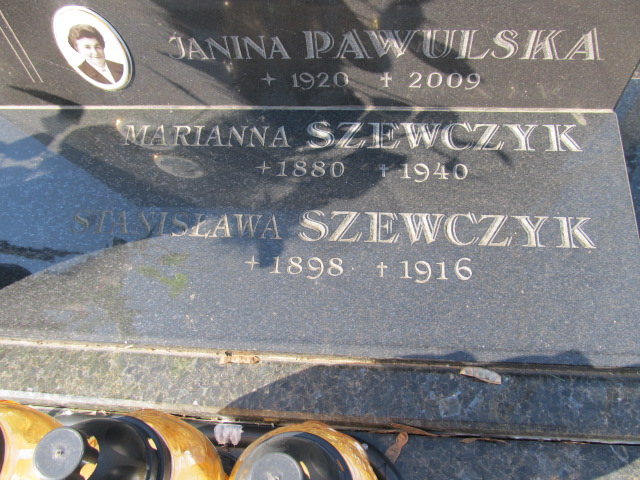 JANINA PAWULSKA
+ 1920 + 2009
MARIANNA SZEWCZYK
+ 1880 + 1940
STANISŁAWA SZEWCZYK
+ 1898 + 1916